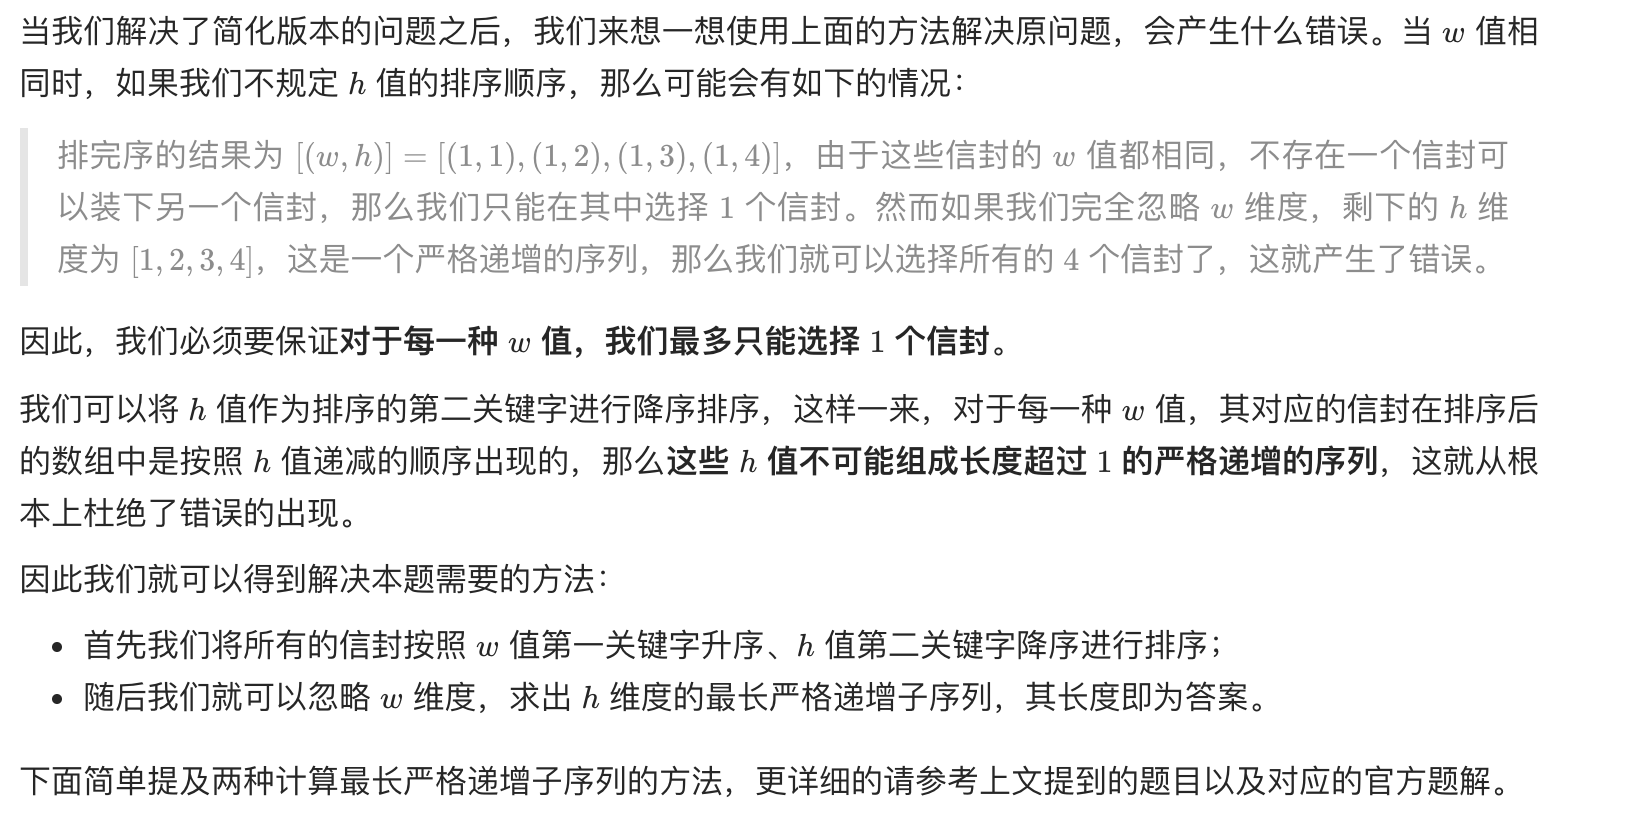 当我们解决了简化版本的问题之后，我们来想一想使用上面的方法解决原问题，会产生什么错误。当 w 值相
同时，如果我们不规定 h 值的排序顺序，那么可能会有如下的情况：
排完序的结果为 [(w, h)] = [(1, 1), (1, 2), (1, 3), (1, 4)]，由于这些信封的 w 值都相同，不存在一个信封可
以装下另一个信封，那么我们只能在其中选择 1 个信封。然而如果我们完全忽略 w 维度，剩下的 h 维
度为 [1, 2, 3, 4]，这是一个严格递增的序列，那么我们就可以选择所有的 4 个信封了，这就产生了错误。
因此，我们必须要保证对于每一种 w 值，我们最多只能选择 1 个信封。
我们可以将 h 值作为排序的第二关键字进行降序排序，这样一来，对于每一种 w 值，其对应的信封在排序后
的数组中是按照 h 值递减的顺序出现的，那么这些 h 值不可能组成长度超过 1 的严格递增的序列，这就从根
本上杜绝了错误的出现。
因此我们就可以得到解决本题需要的方法：
• 首先我们将所有的信封按照 w 值第一关键字升序、h 值第二关键字降序进行排序；
• 随后我们就可以忽略 w 维度，求出 h 维度的最长严格递增子序列，其长度即为答案。
下面简单提及两种计算最长严格递增子序列的方法，更详细的请参考上文提到的题目以及对应的官方题解。